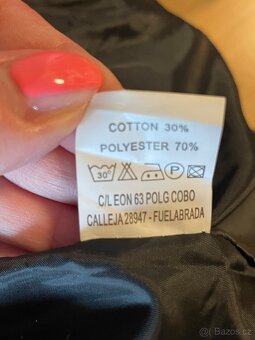 COTTON 30%
POLYESTER 70%
30° P
C/LEON 63 POLG COBO
CALLEJA 28947 - FUELABRADA
Bazos.cz